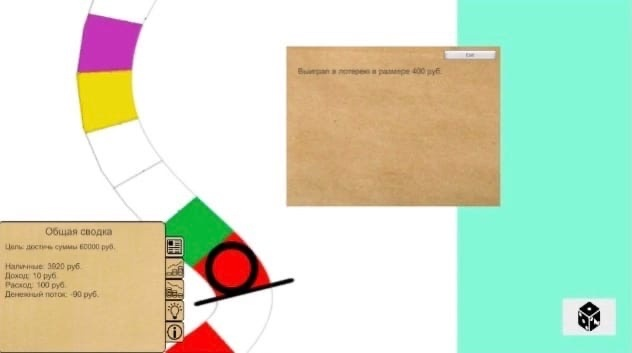 Exit
Выиграл в лотерею в размере 400 руб.
Общая сводка
Цель: достичь суммы 60000 руб.
Наличные: 3920 руб.
Доход: 10 руб.
Расход: 100 руб.
Денежный поток: -90 руб.